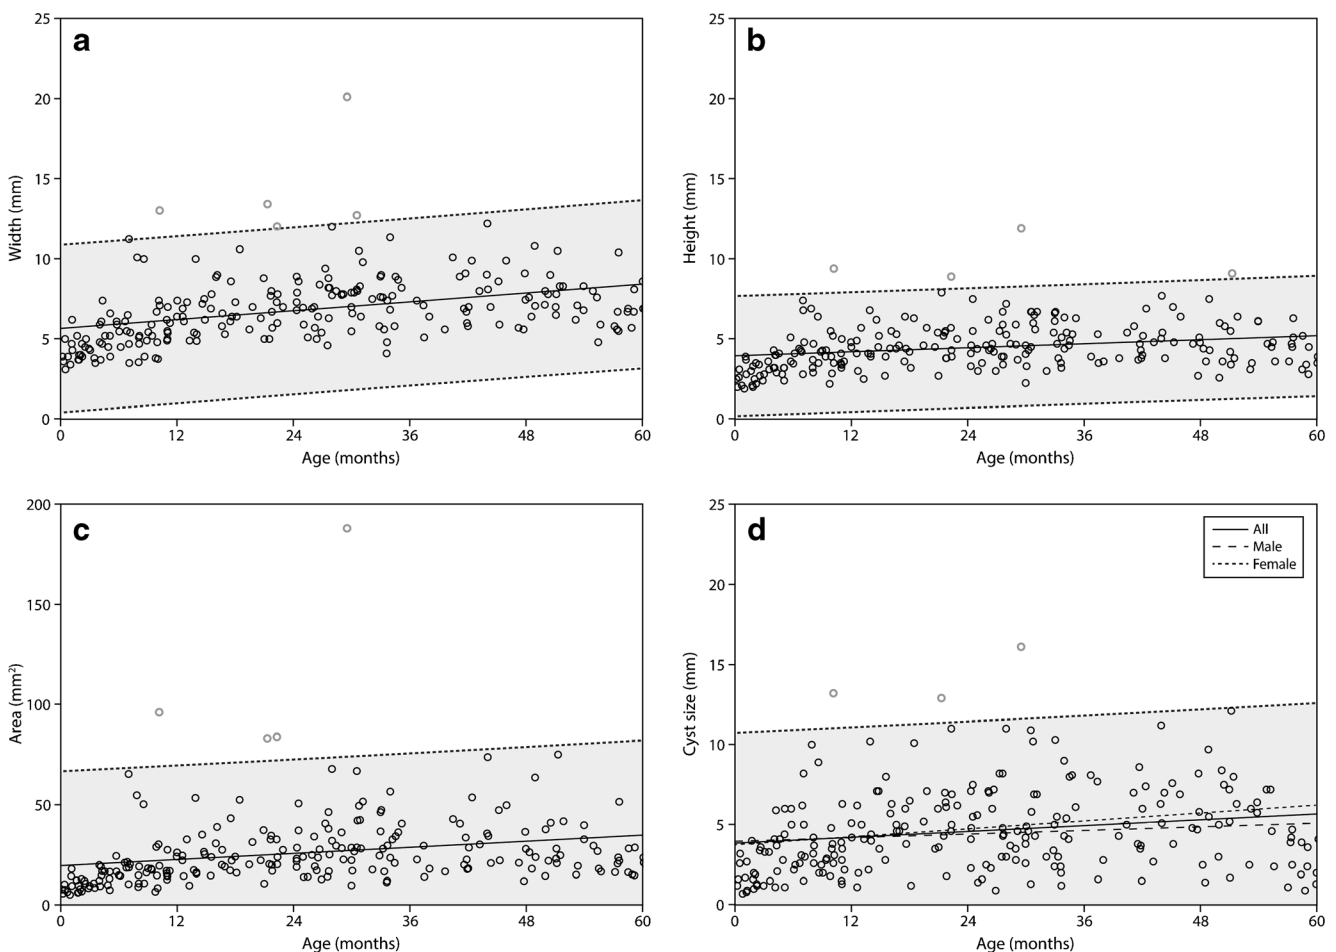 a
25
20
15
10
5
0
Width (mm)
0 12 24 36 48 60
Age (months)
b
25
20
15
10
5
0
Height (mm)
0 12 24 36 48 60
Age (months)
c
200
150
100
50
0
Area (mm²)
0 12 24 36 48 60
Age (months)
d
25
20
15
10
5
0
Cyst size (mm)
All
Male
Female
0 12 24 36 48 60
Age (months)